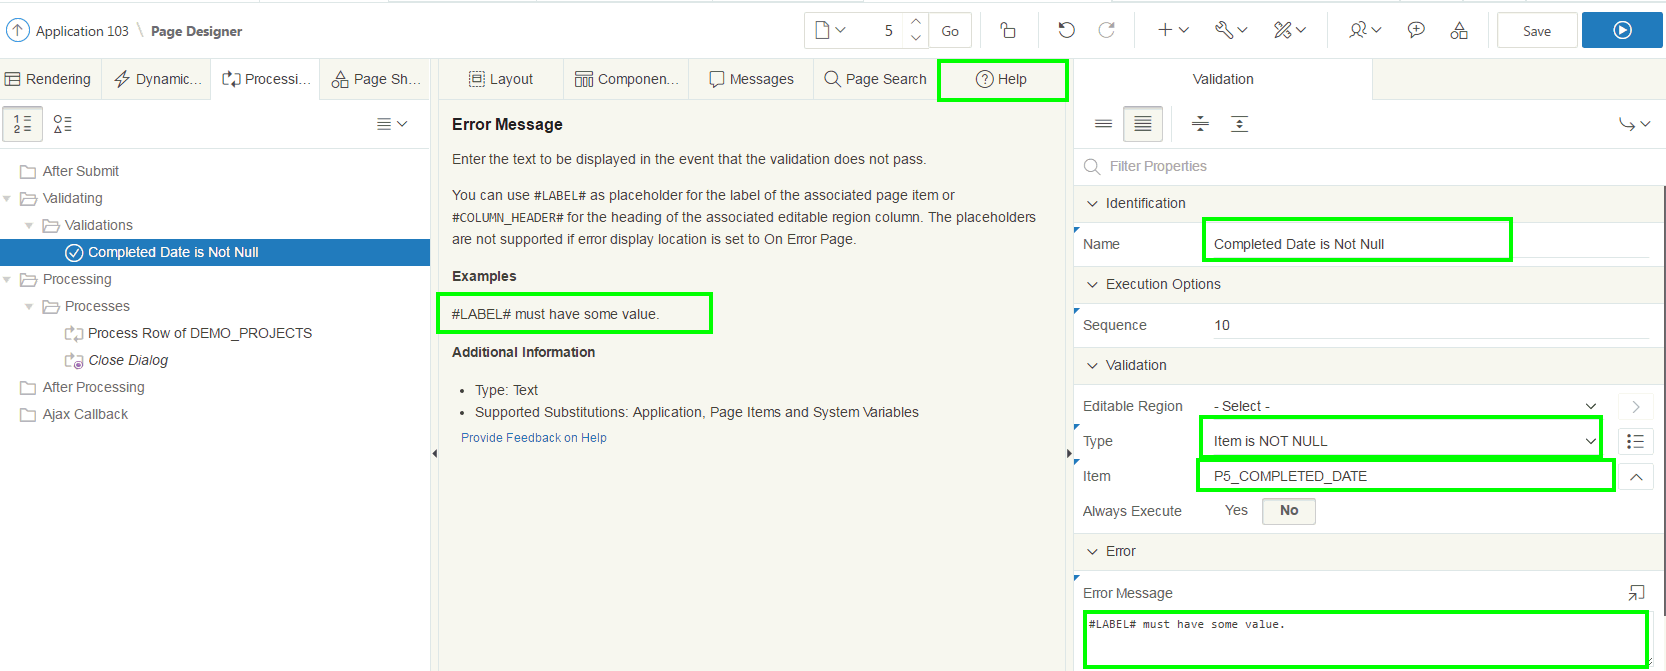 Application 103 \ Page Designer
5
Go
Save
Rendering
Dynamic...
Processi...
Page Sh...
Layout
Componen...
Messages
Page Search
Help
Validation
After Submit
Validating
Validations
Completed Date is Not Null
Processing
Processes
Process Row of DEMO_PROJECTS
Close Dialog
After Processing
Ajax Callback
Error Message
Enter the text to be displayed in the event that the validation does not pass.
You can use #LABEL# as placeholder for the label of the associated page item or
#COLUMN_HEADER# for the heading of the associated editable region column. The placeholders
are not supported if error display location is set to On Error Page.
Examples
#LABEL# must have some value.
Additional Information
• Type: Text
• Supported Substitutions: Application, Page Items and System Variables
Provide Feedback on Help
Filter Properties
Identification
Name Completed Date is Not Null
Execution Options
Sequence 10
Validation
Editable Region - Select -
Type Item is NOT NULL
Item P5_COMPLETED_DATE
Always Execute Yes No
Error
Error Message
#LABEL# must have some value.